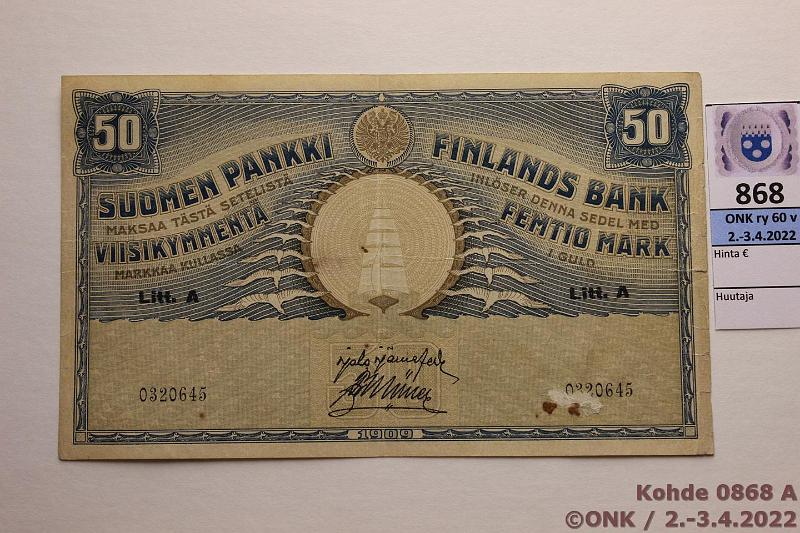 50
50
SUOMEN PANKKI
MAKSAA TÄSTÄ SETELISTÄ
VIISIKYMMENTÄ
MARKKAA KULLASSA
Litt. A
FINLANDS BANK
INLÖSER DENNA SEDEL MED
FEMTIO MARK
I GULD
Litt. A
0320645
0320645
1909
868
ONK ry 60 v
2.-3.4.2022
Hinta €
Huutaja
Kohde 0868 A
©ONK / 2.-3.4.2022